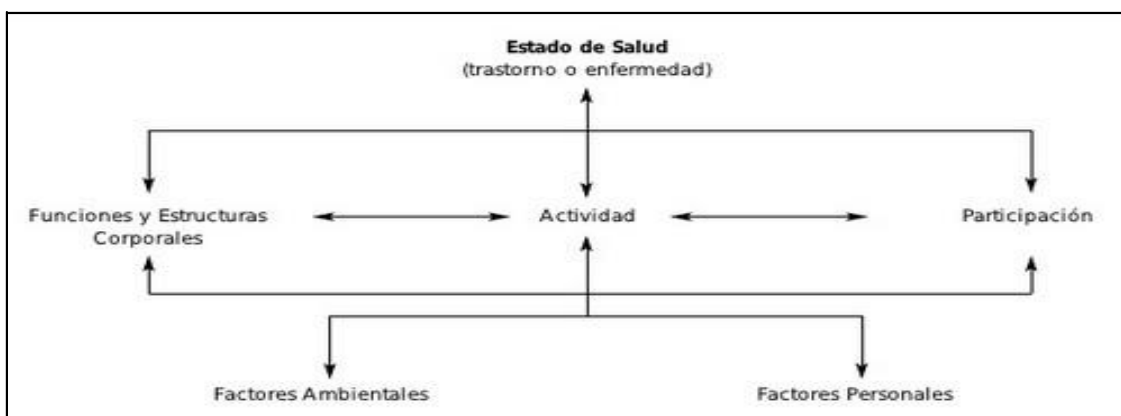 Estado de Salud
(trastorno o enfermedad)
Funciones y Estructuras
Corporales
Actividad
Participación
Factores Ambientales
Factores Personales